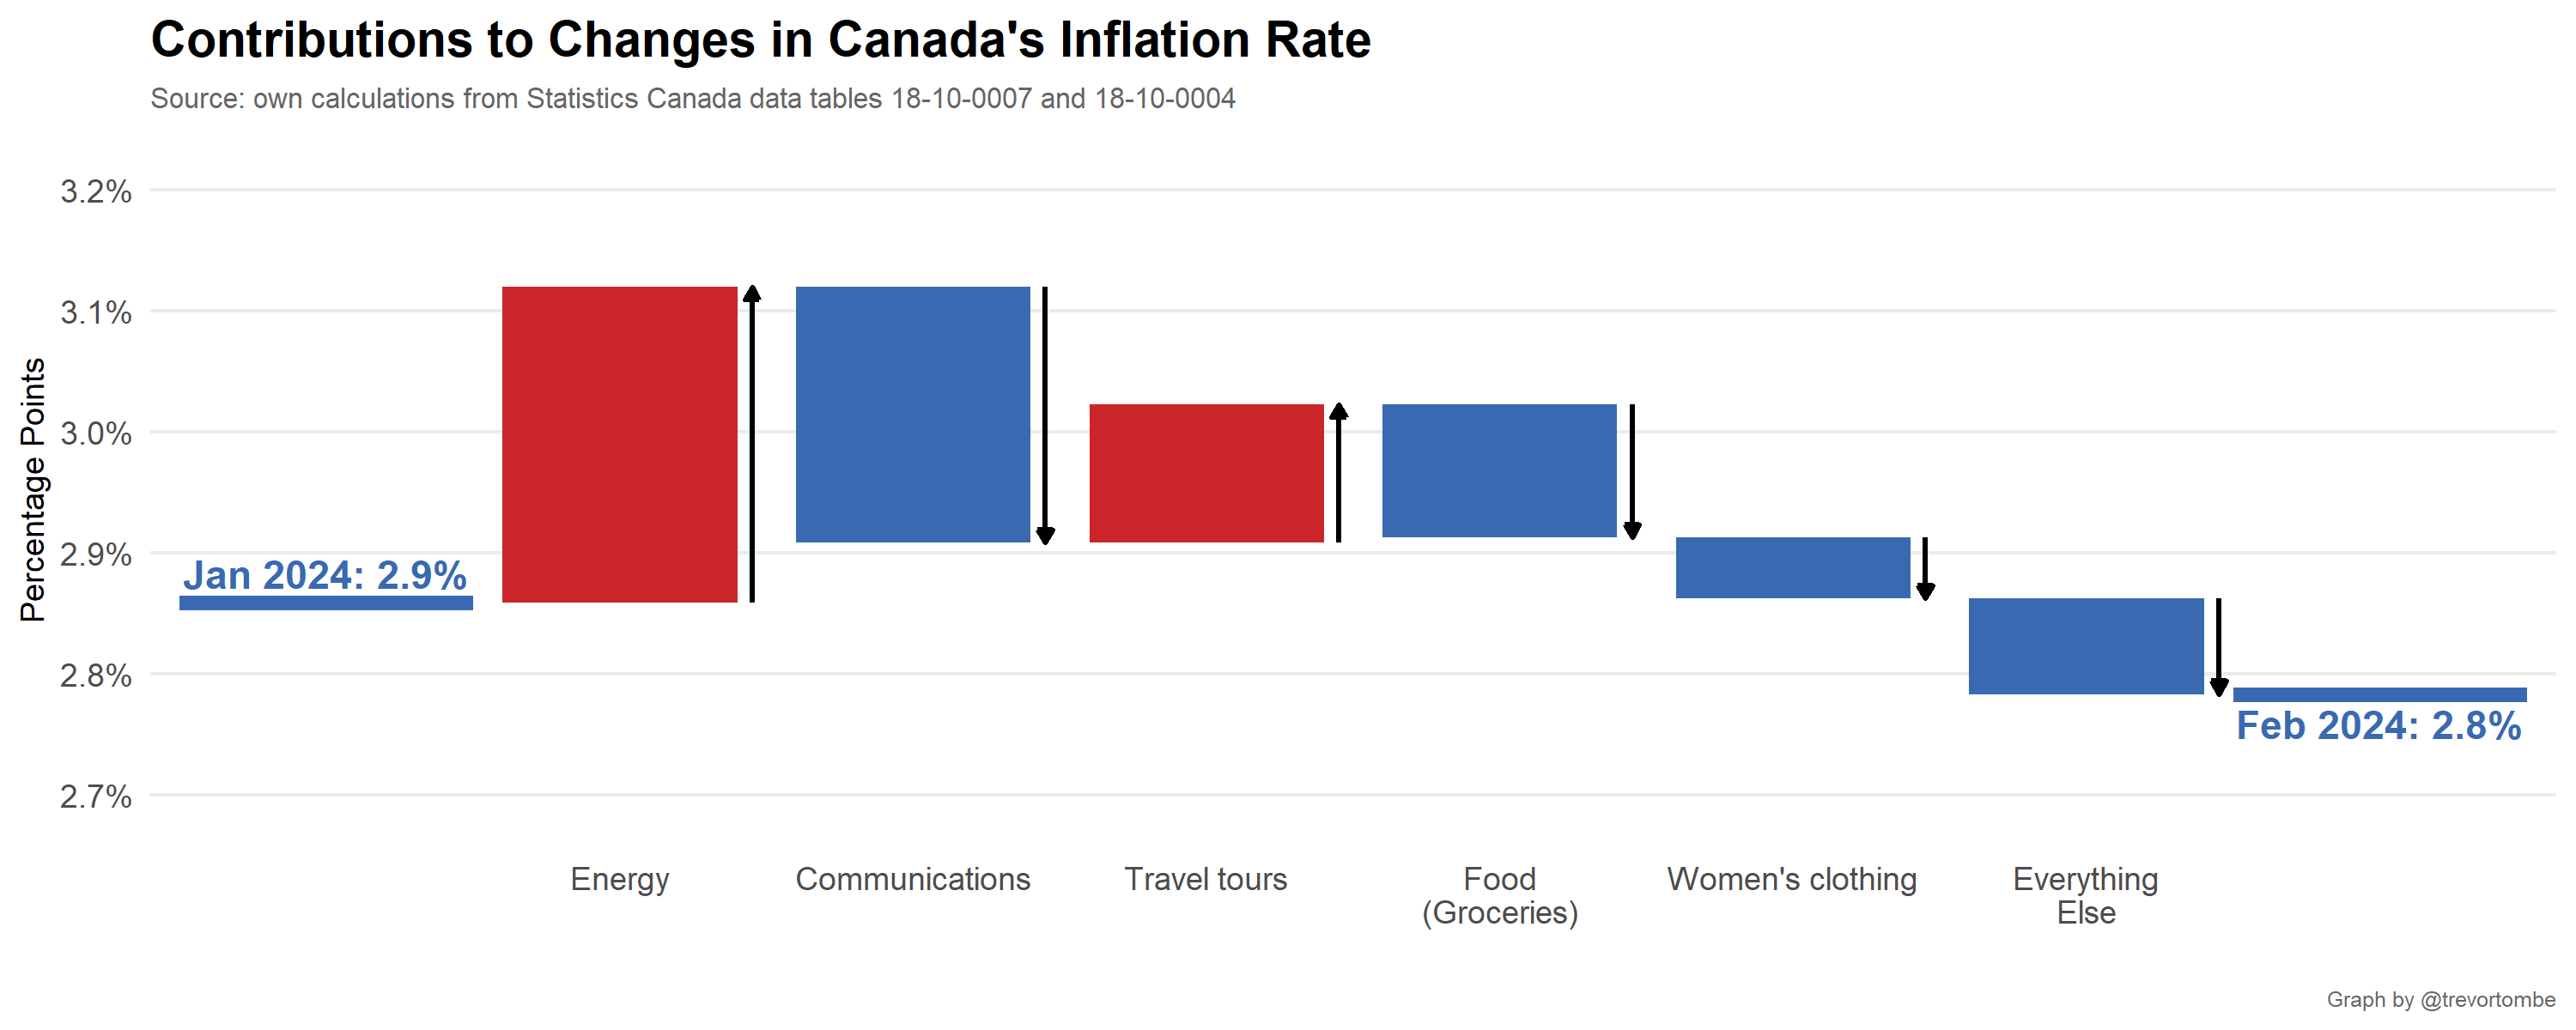 Contributions to Changes in Canada's Inflation Rate
Source: own calculations from Statistics Canada data tables 18-10-0007 and 18-10-0004
Percentage Points
3.2%
3.1%
3.0%
2.9%
2.8%
2.7%
Jan 2024: 2.9%
Feb 2024: 2.8%
Energy
Communications
Travel tours
Food
(Groceries)
Women's clothing
Everything
Else
Graph by @trevortombe